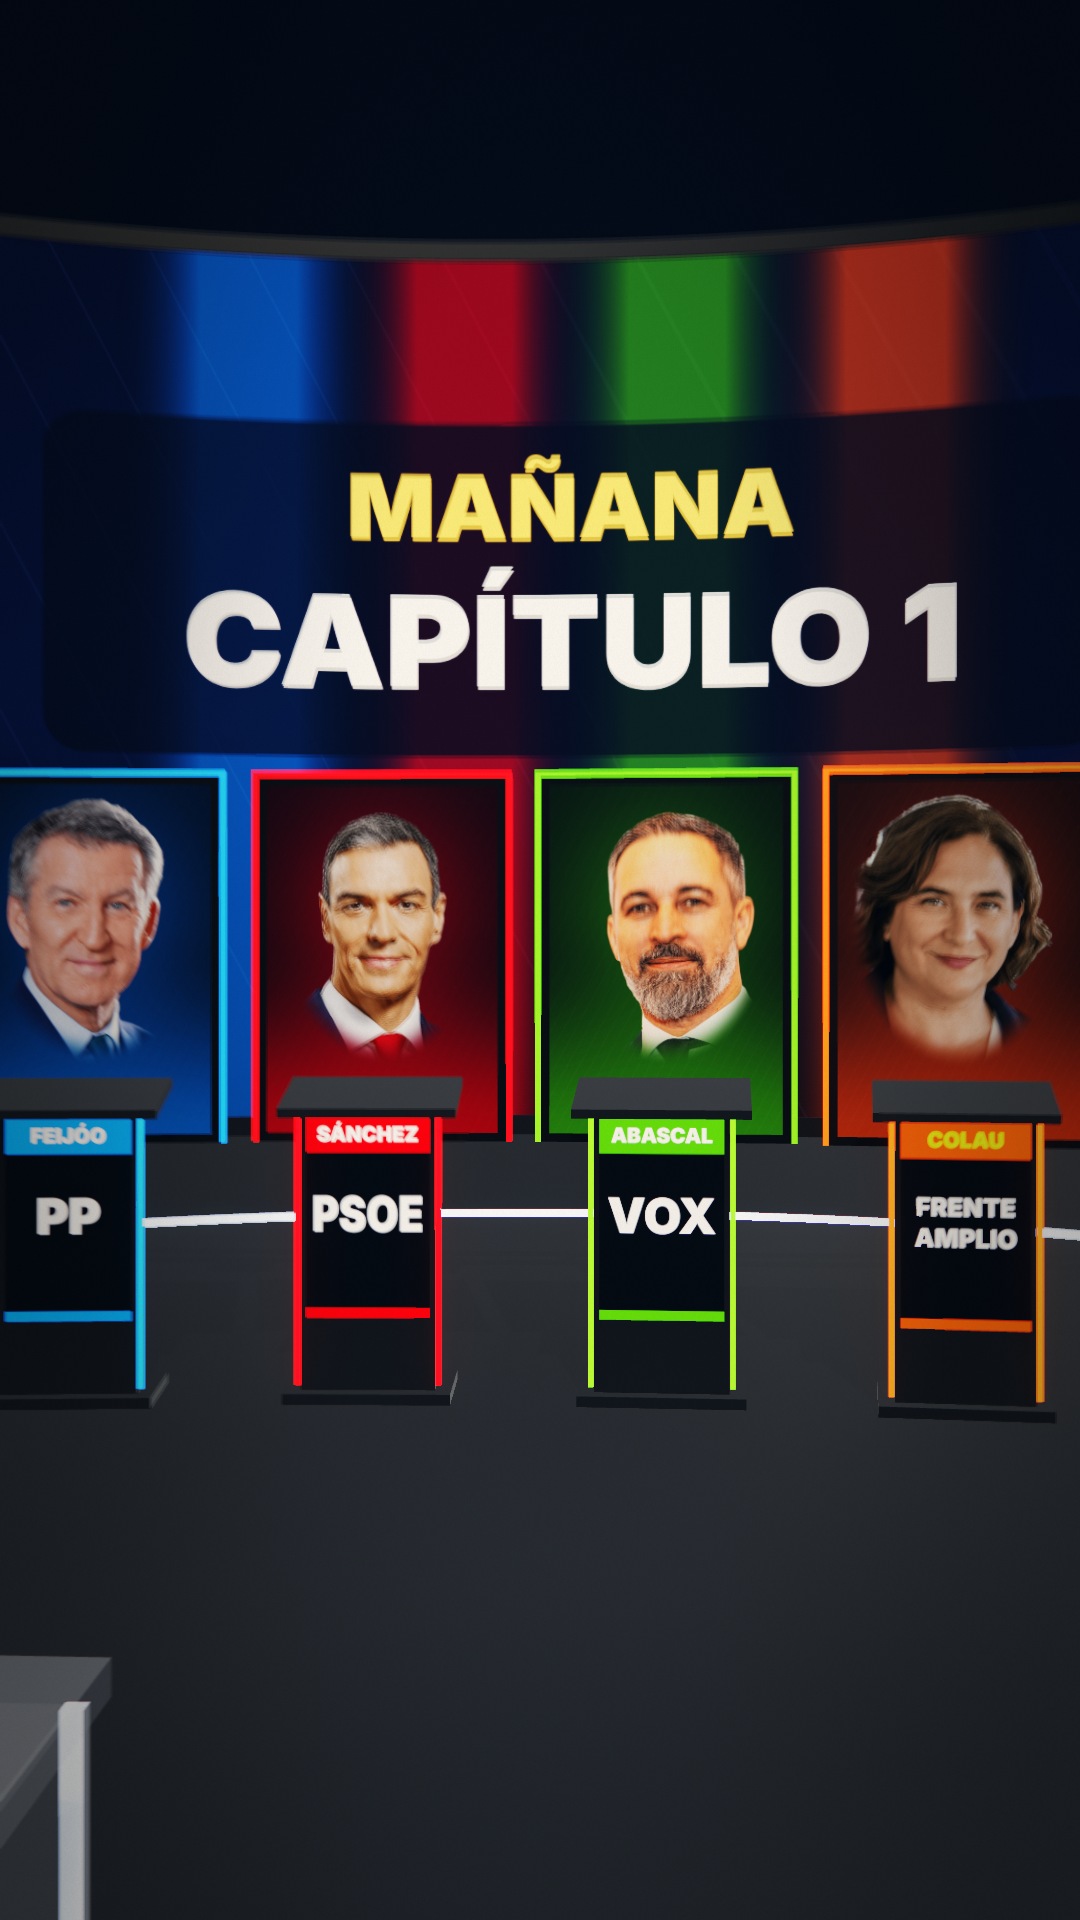 MAÑANA
CAPÍTULO 1
FEIJÓO
PP
SÁNCHEZ
PSOE
ABASCAL
VOX
COLAU
FRENTE
AMPLIO